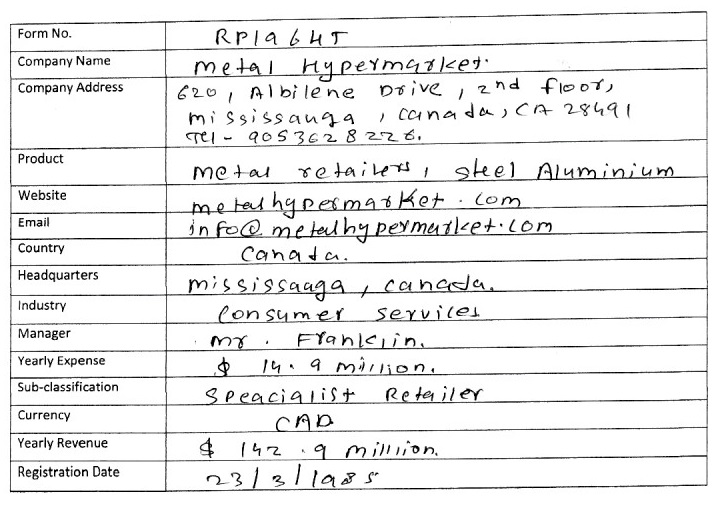 Form No. RP1964T
Company Name Metal Hypermarket.
Company Address 620, Albilene Drive, 2nd floor,
mississauga, Canada, CA 28491
Tel - 9053628226.
Product metal retailers, steel Aluminium
Website metalhypermarket.com
Email info@metalhypermarket.com
Country Canada.
Headquarters mississauga, Canada.
Industry Consumer services
Manager mr. Franklin.
Yearly Expense $ 14.9 million.
Sub-classification Speacialist Retailer
Currency CAD
Yearly Revenue $ 142.9 million.
Registration Date 23/3/1985